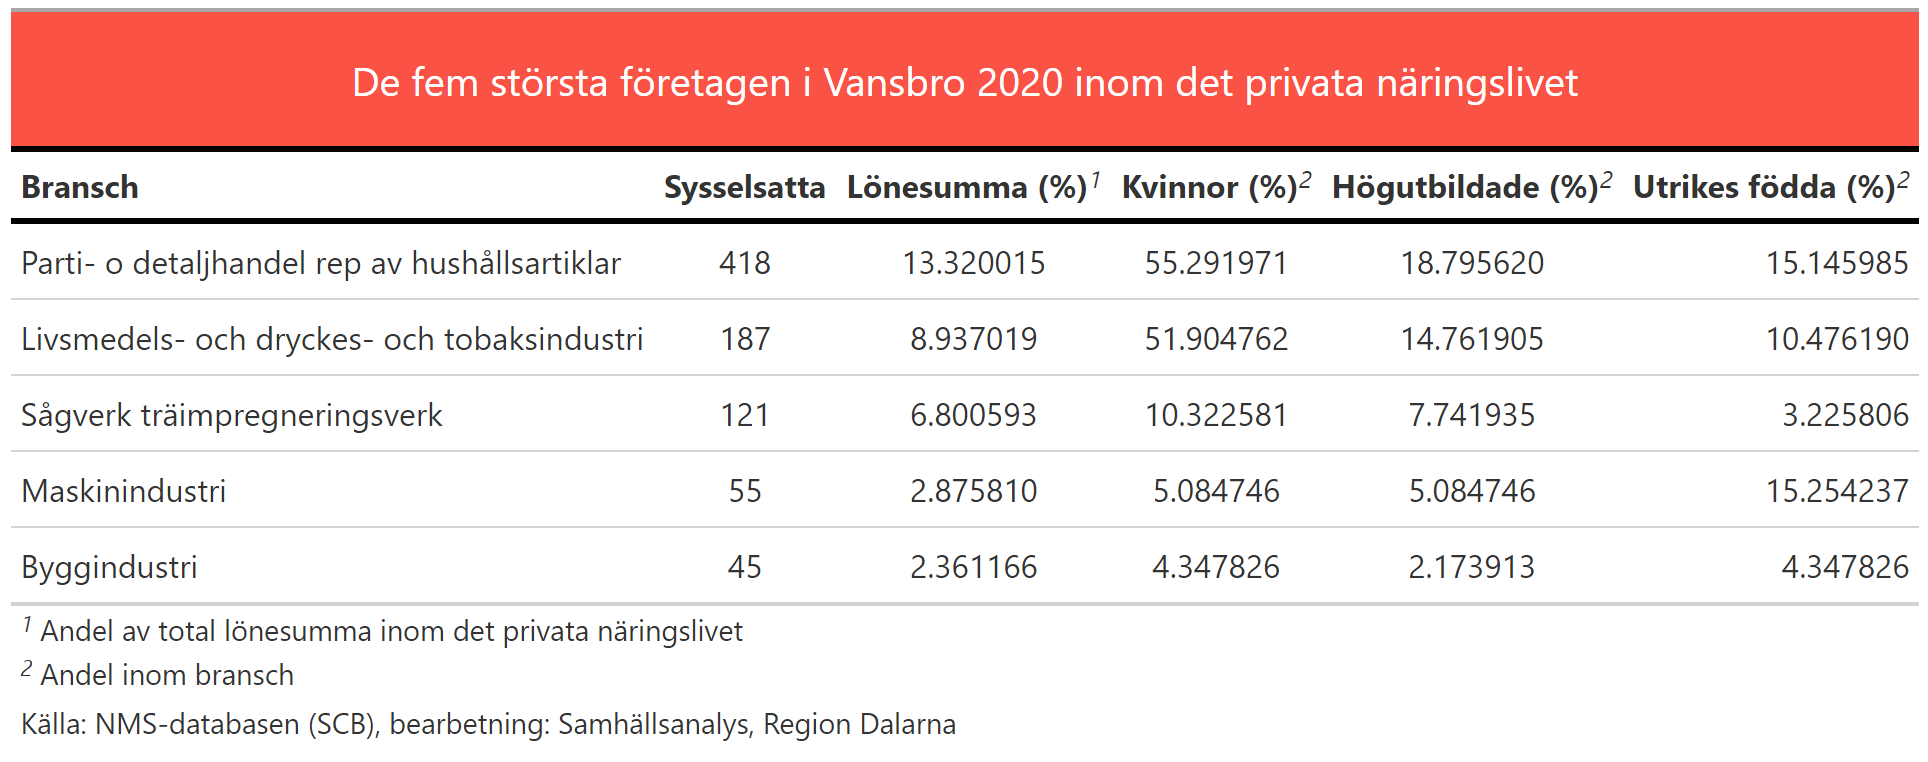 De fem största företagen i Vansbro 2020 inom det privata näringslivet
Bransch Sysselsatta Lönesumma (%)1 Kvinnor (%)2 Högutbildade (%)2 Utrikes födda (%)2
Parti- o detaljhandel rep av hushållsartiklar 418 13.320015 55.291971 18.795620 15.145985
Livsmedels- och dryckes- och tobaksindustri 187 8.937019 51.904762 14.761905 10.476190
Sågverk träimpregneringsverk 121 6.800593 10.322581 7.741935 3.225806
Maskinindustri 55 2.875810 5.084746 5.084746 15.254237
Byggindustri 45 2.361166 4.347826 2.173913 4.347826
1 Andel av total lönesumma inom det privata näringslivet
2 Andel inom bransch
Källa: NMS-databasen (SCB), bearbetning: Samhällsanalys, Region Dalarna